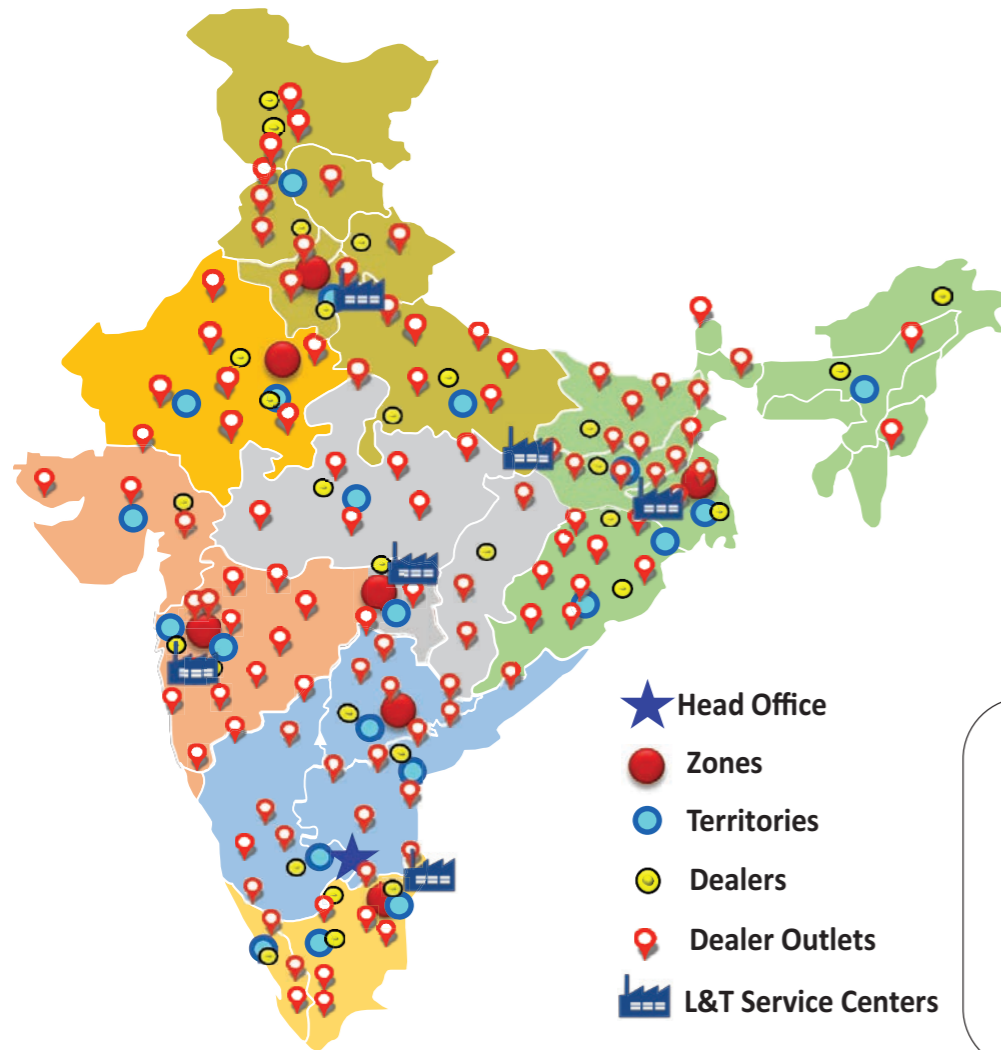 Head Office
Zones
Territories
Dealers
Dealer Outlets
L&T Service Centers